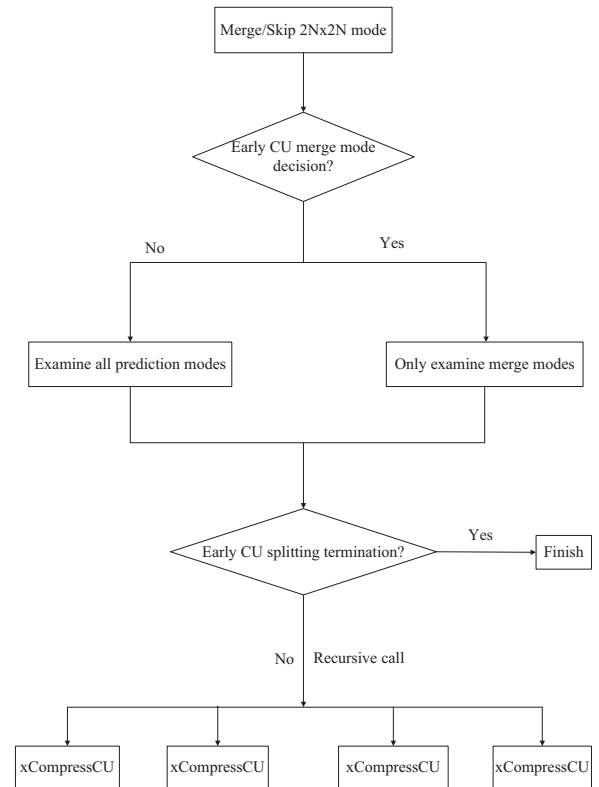 Merge/Skip 2Nx2N mode
Early CU merge mode
decision?
No
Yes
Examine all prediction modes
Only examine merge modes
Early CU splitting termination?
Yes
Finish
No
Recursive call
xCompressCU
xCompressCU
xCompressCU
xCompressCU